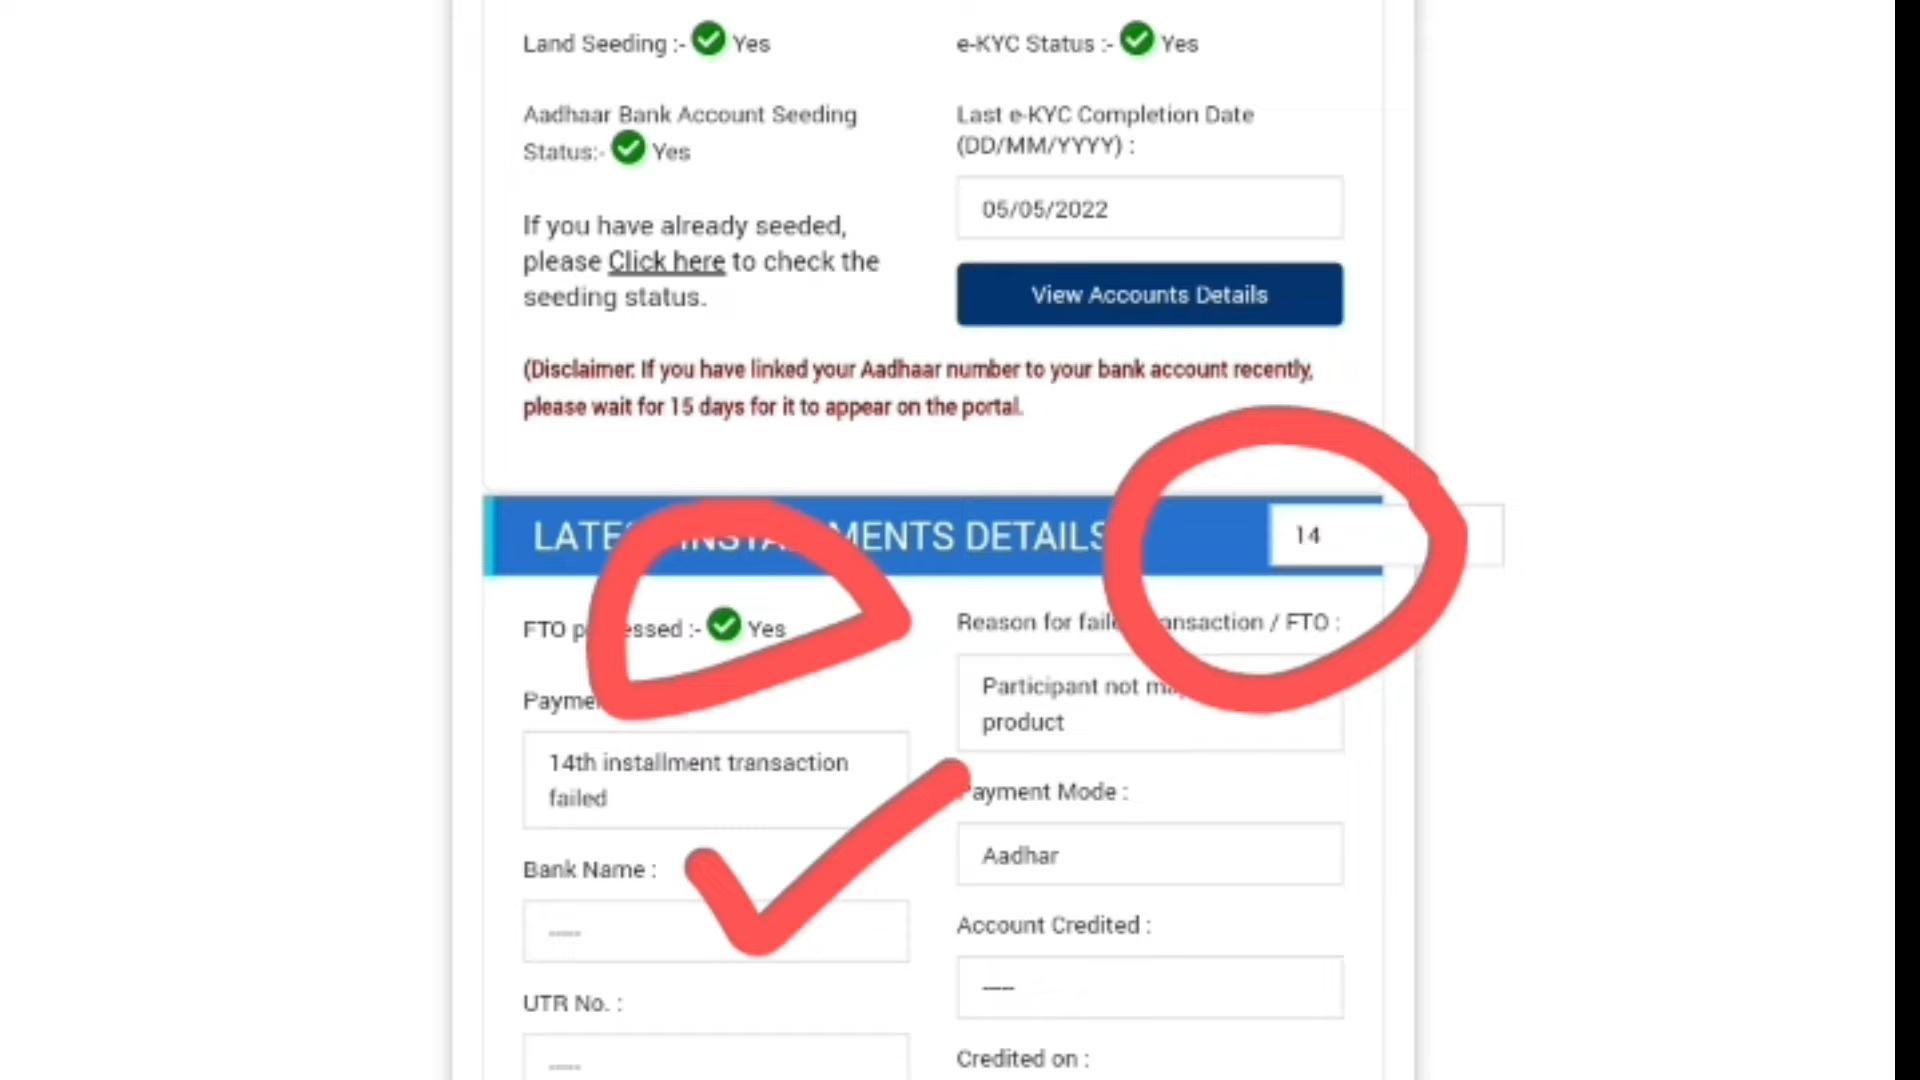 Land Seeding :- Yes
e-KYC Status :- Yes
Aadhaar Bank Account Seeding
Status:- Yes
Last e-KYC Completion Date
(DD/MM/YYYY) :
05/05/2022
If you have already seeded,
please Click here to check the
seeding status.
View Accounts Details
(Disclaimer: If you have linked your Aadhaar number to your bank account recently,
please wait for 15 days for it to appear on the portal.
DETAILS
14
FTO :- Yes
Reason for / FTO :
Participant not
product
14th installment transaction
failed
Payment Mode :
Aadhar
Bank Name :
-----
Account Credited :
-----
UTR No. :
-----
Credited on :